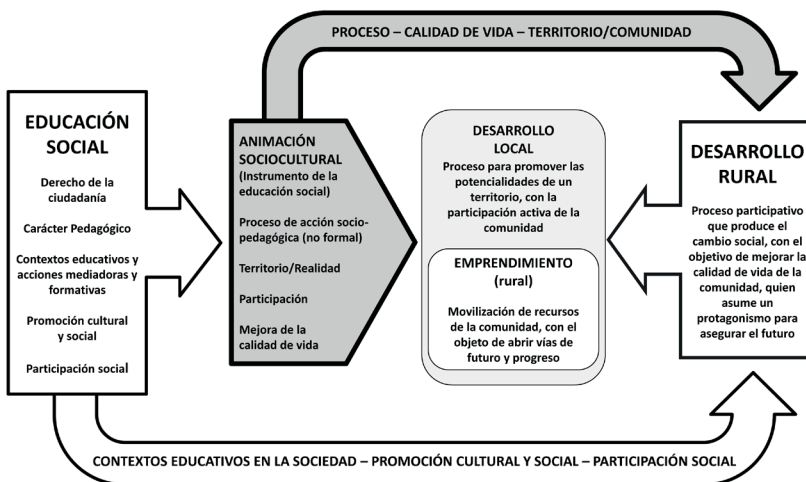 PROCESO – CALIDAD DE VIDA – TERRITORIO/COMUNIDAD
EDUCACIÓN
SOCIAL
Derecho de la
ciudadanía
Carácter Pedagógico
Contextos educativos y
acciones mediadoras y
formativas
Promoción cultural
y social
Participación social
ANIMACIÓN
SOCIOCULTURAL
(Instrumento de la
educación social)
Proceso de acción socio-
pedagógica (no formal)
Territorio/Realidad
Participación
Mejora de la
calidad de vida
DESARROLLO
LOCAL
Proceso para promover las
potencialidades de un
territorio, con la
participación activa de la
comunidad
EMPRENDIMIENTO
(rural)
Movilización de recursos
de la comunidad, con el
objeto de abrir vías de
futuro y progreso
DESARROLLO
RURAL
Proceso participativo
que produce el
cambio social, con el
objetivo de mejorar la
calidad de vida de la
comunidad, quien
asume un
protagonismo para
asegurar el futuro
CONTEXTOS EDUCATIVOS EN LA SOCIEDAD – PROMOCIÓN CULTURAL Y SOCIAL – PARTICIPACIÓN SOCIAL